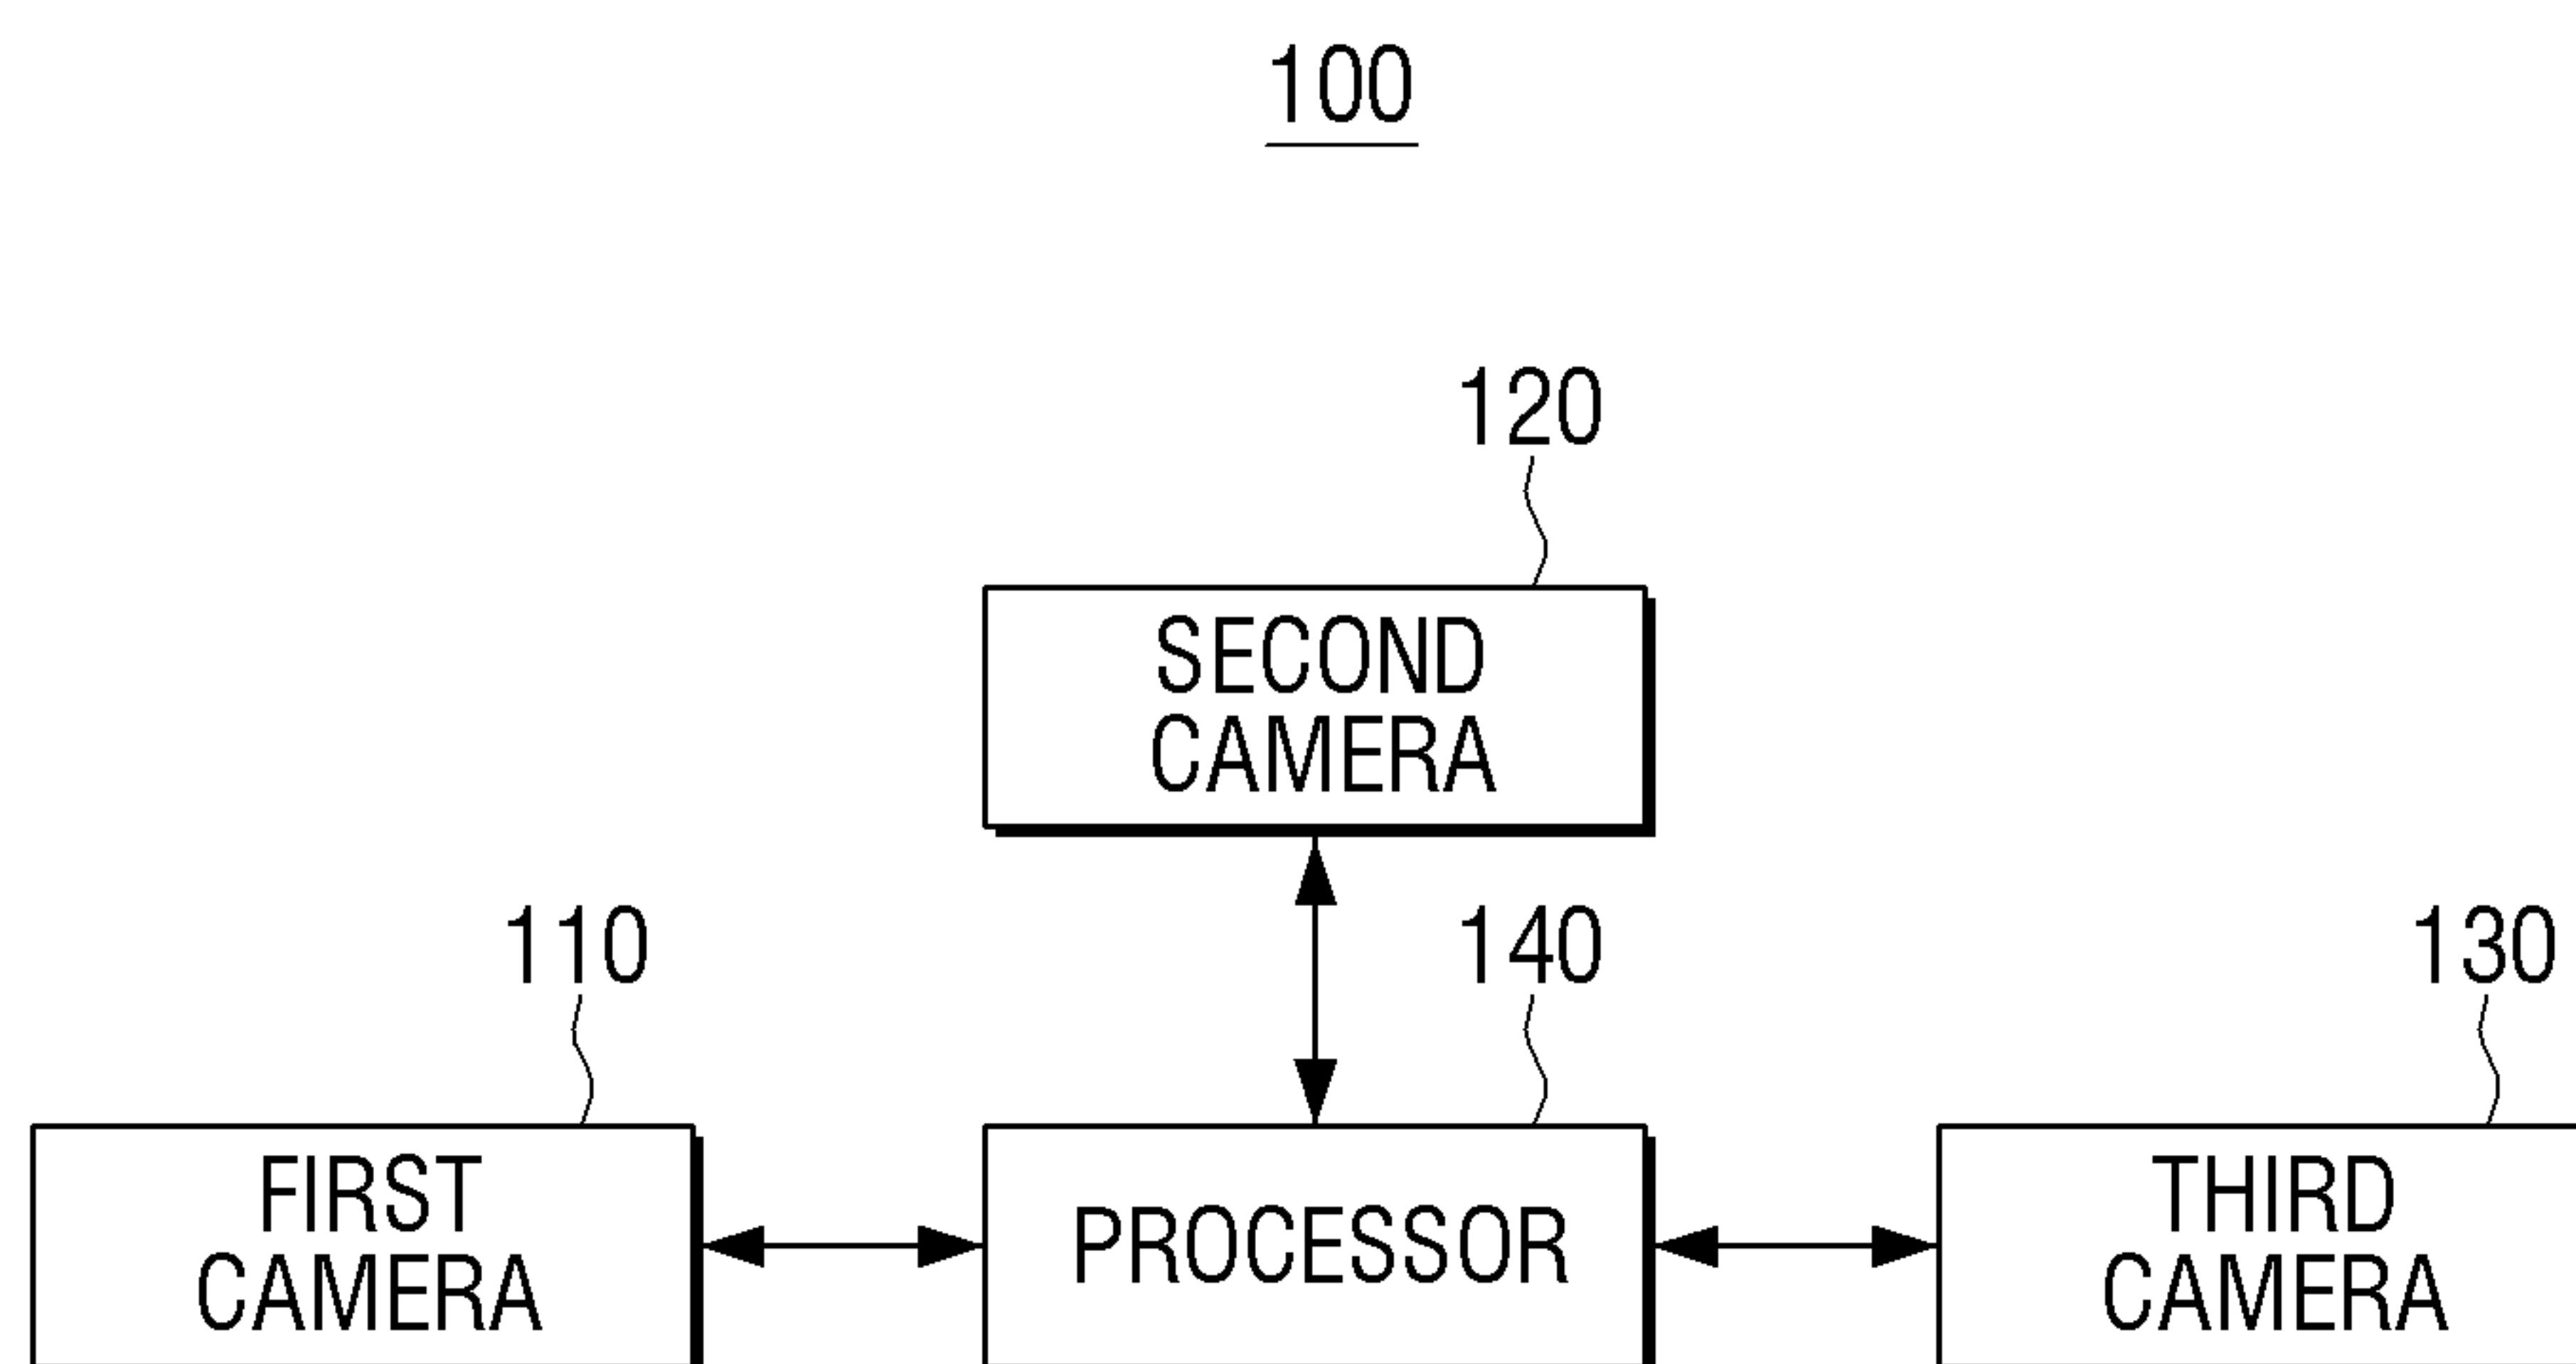 100
120
SECOND
CAMERA
110
140
130
FIRST
CAMERA
PROCESSOR
THIRD
CAMERA